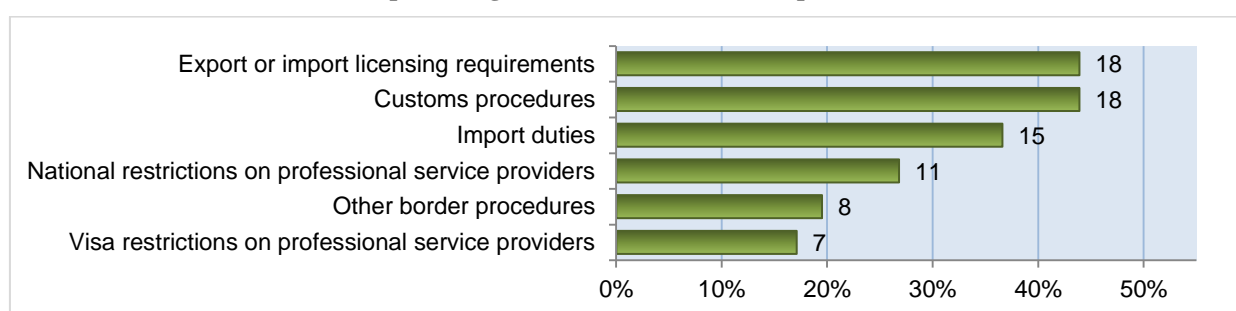 Export or import licensing requirements 18
Customs procedures 18
Import duties 15
National restrictions on professional service providers 11
Other border procedures 8
Visa restrictions on professional service providers 7
0% 10% 20% 30% 40% 50%